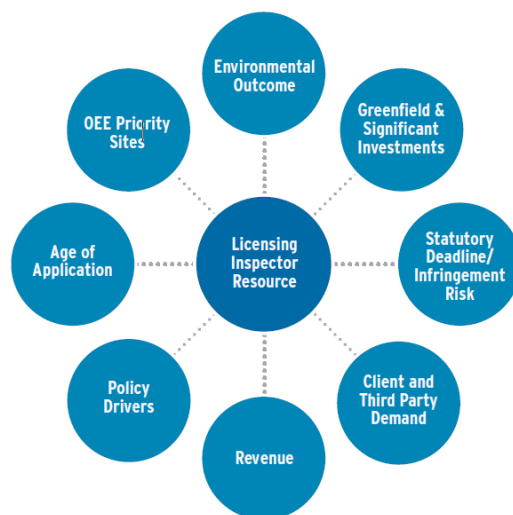 Environmental
Outcome
Greenfield &
Significant
Investments
Statutory
Deadline/
Infringement
Risk
Client and
Third Party
Demand
Revenue
Policy
Drivers
Age of
Application
OEE Priority
Sites
Licensing
Inspector
Resource